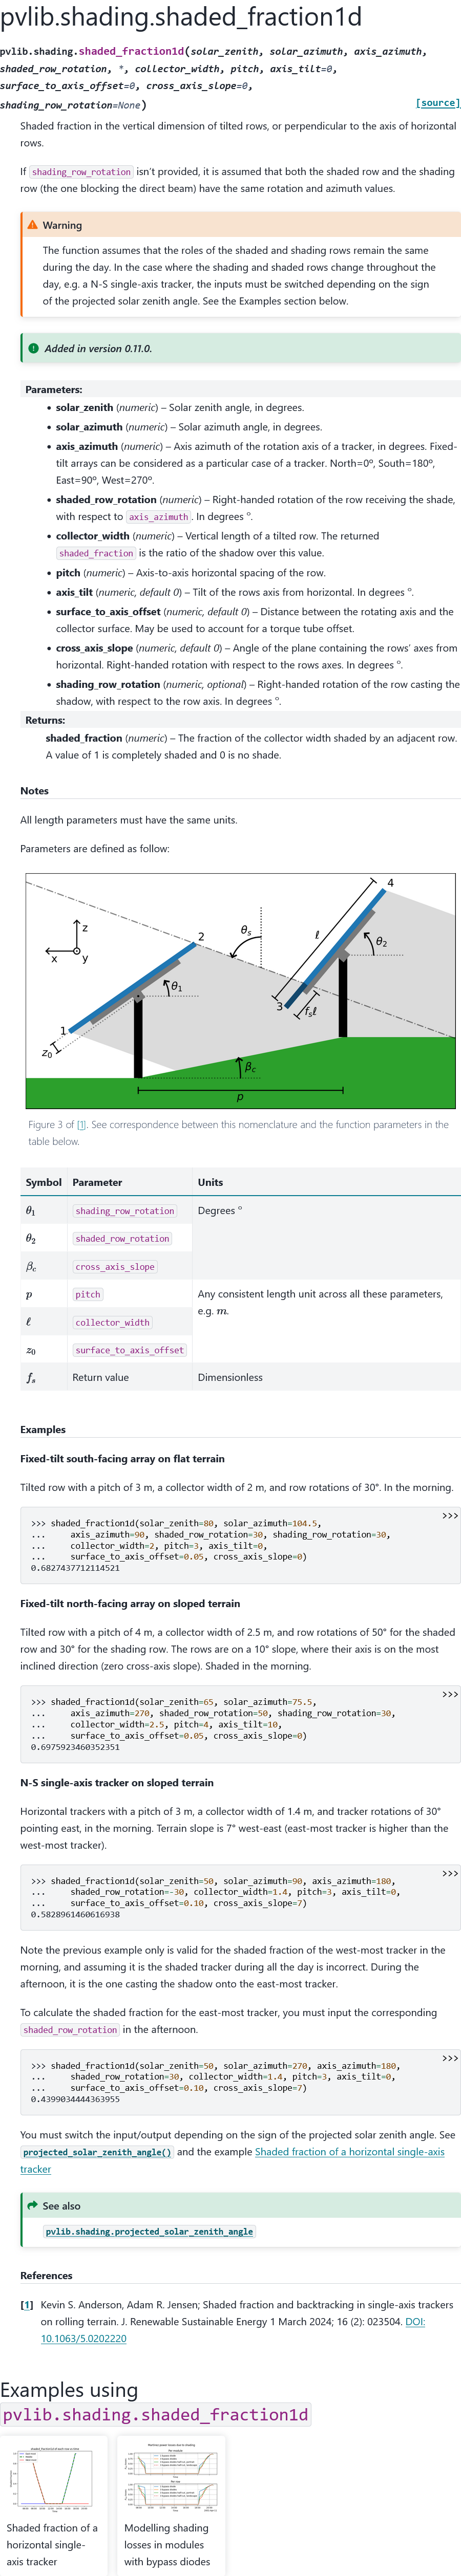 pvlib.shading.shaded_fraction1d
pvlib.shading.shaded_fraction1d(solar_zenith, solar_azimuth, axis_azimuth,
shaded_row_rotation, *, collector_width, pitch, axis_tilt=0,
surface_to_axis_offset=0, cross_axis_slope=0,
shading_row_rotation=None)
[source]
Shaded fraction in the vertical dimension of tilted rows, or perpendicular to the axis of horizontal
rows.
If shading_row_rotation isn't provided, it is assumed that both the shaded row and the shading
row (the one blocking the direct beam) have the same rotation and azimuth values.
Warning
The function assumes that the roles of the shaded and shading rows remain the same
during the day. In the case where the shading and shaded rows change throughout the
day, e.g. a N-S single-axis tracker, the inputs must be switched depending on the sign
of the projected solar zenith angle. See the Examples section below.
Added in version 0.11.0.
Parameters:
• solar_zenith (numeric) – Solar zenith angle, in degrees.
• solar_azimuth (numeric) – Solar azimuth angle, in degrees.
• axis_azimuth (numeric) – Axis azimuth of the rotation axis of a tracker, in degrees. Fixed-
tilt arrays can be considered as a particular case of a tracker. North=0º, South=180º,
East=90º, West=270º.
• shaded_row_rotation (numeric) – Right-handed rotation of the row receiving the shade,
with respect to axis_azimuth. In degrees º.
• collector_width (numeric) – Vertical length of a tilted row. The returned
shaded_fraction is the ratio of the shadow over this value.
• pitch (numeric) – Axis-to-axis horizontal spacing of the row.
• axis_tilt (numeric, default 0) – Tilt of the rows axis from horizontal. In degrees º.
• surface_to_axis_offset (numeric, default 0) – Distance between the rotating axis and the
collector surface. May be used to account for a torque tube offset.
• cross_axis_slope (numeric, default 0) – Angle of the plane containing the rows' axes from
horizontal. Right-handed rotation with respect to the rows axes. In degrees º.
• shading_row_rotation (numeric, optional) – Right-handed rotation of the row casting the
shadow, with respect to the row axis. In degrees º.
Returns:
shaded_fraction (numeric) – The fraction of the collector width shaded by an adjacent row.
A value of 1 is completely shaded and 0 is no shade.
Notes
All length parameters must have the same units.
Parameters are defined as follow:
4
2
θs
ℓ
θ2
z
x
y
θ1
3
fsℓ
1
z0
βc
p
Figure 3 of [1]. See correspondence between this nomenclature and the function parameters in the
table below.
Symbol Parameter Units
θ1 shading_row_rotation Degrees º
θ2 shaded_row_rotation
βc cross_axis_slope
p pitch Any consistent length unit across all these parameters,
e.g. m.
ℓ collector_width
z0 surface_to_axis_offset
fs Return value Dimensionless
Examples
Fixed-tilt south-facing array on flat terrain
Tilted row with a pitch of 3 m, a collector width of 2 m, and row rotations of 30°. In the morning.
>>>
>>> shaded_fraction1d(solar_zenith=80, solar_azimuth=104.5,
... axis_azimuth=90, shaded_row_rotation=30, shading_row_rotation=30,
... collector_width=2, pitch=3, axis_tilt=0,
... surface_to_axis_offset=0.05, cross_axis_slope=0)
0.6827437712114521
Fixed-tilt north-facing array on sloped terrain
Tilted row with a pitch of 4 m, a collector width of 2.5 m, and row rotations of 50° for the shaded
row and 30° for the shading row. The rows are on a 10° slope, where their axis is on the most
inclined direction (zero cross-axis slope). Shaded in the morning.
>>>
>>> shaded_fraction1d(solar_zenith=65, solar_azimuth=75.5,
... axis_azimuth=270, shaded_row_rotation=50, shading_row_rotation=30,
... collector_width=2.5, pitch=4, axis_tilt=10,
... surface_to_axis_offset=0.05, cross_axis_slope=0)
0.6975923460352351
N-S single-axis tracker on sloped terrain
Horizontal trackers with a pitch of 3 m, a collector width of 1.4 m, and tracker rotations of 30°
pointing east, in the morning. Terrain slope is 7° west-east (east-most tracker is higher than the
west-most tracker).
>>>
>>> shaded_fraction1d(solar_zenith=50, solar_azimuth=90, axis_azimuth=180,
... shaded_row_rotation=-30, collector_width=1.4, pitch=3, axis_tilt=0,
... surface_to_axis_offset=0.10, cross_axis_slope=7)
0.5828961460616938
Note the previous example only is valid for the shaded fraction of the west-most tracker in the
morning, and assuming it is the shaded tracker during all the day is incorrect. During the
afternoon, it is the one casting the shadow onto the east-most tracker.
To calculate the shaded fraction for the east-most tracker, you must input the corresponding
shaded_row_rotation in the afternoon.
>>>
>>> shaded_fraction1d(solar_zenith=50, solar_azimuth=270, axis_azimuth=180,
... shaded_row_rotation=30, collector_width=1.4, pitch=3, axis_tilt=0,
... surface_to_axis_offset=0.10, cross_axis_slope=7)
0.4399034444363955
You must switch the input/output depending on the sign of the projected solar zenith angle. See
projected_solar_zenith_angle() and the example Shaded fraction of a horizontal single-axis
tracker
See also
pvlib.shading.projected_solar_zenith_angle
References
[1] Kevin S. Anderson, Adam R. Jensen; Shaded fraction and backtracking in single-axis trackers
on rolling terrain. J. Renewable Sustainable Energy 1 March 2024; 16 (2): 023504. DOI:
10.1063/5.0202220
Examples using
pvlib.shading.shaded_fraction1d
Shaded fraction of a
horizontal single-
axis tracker
Modelling shading
losses in modules
with bypass diodes